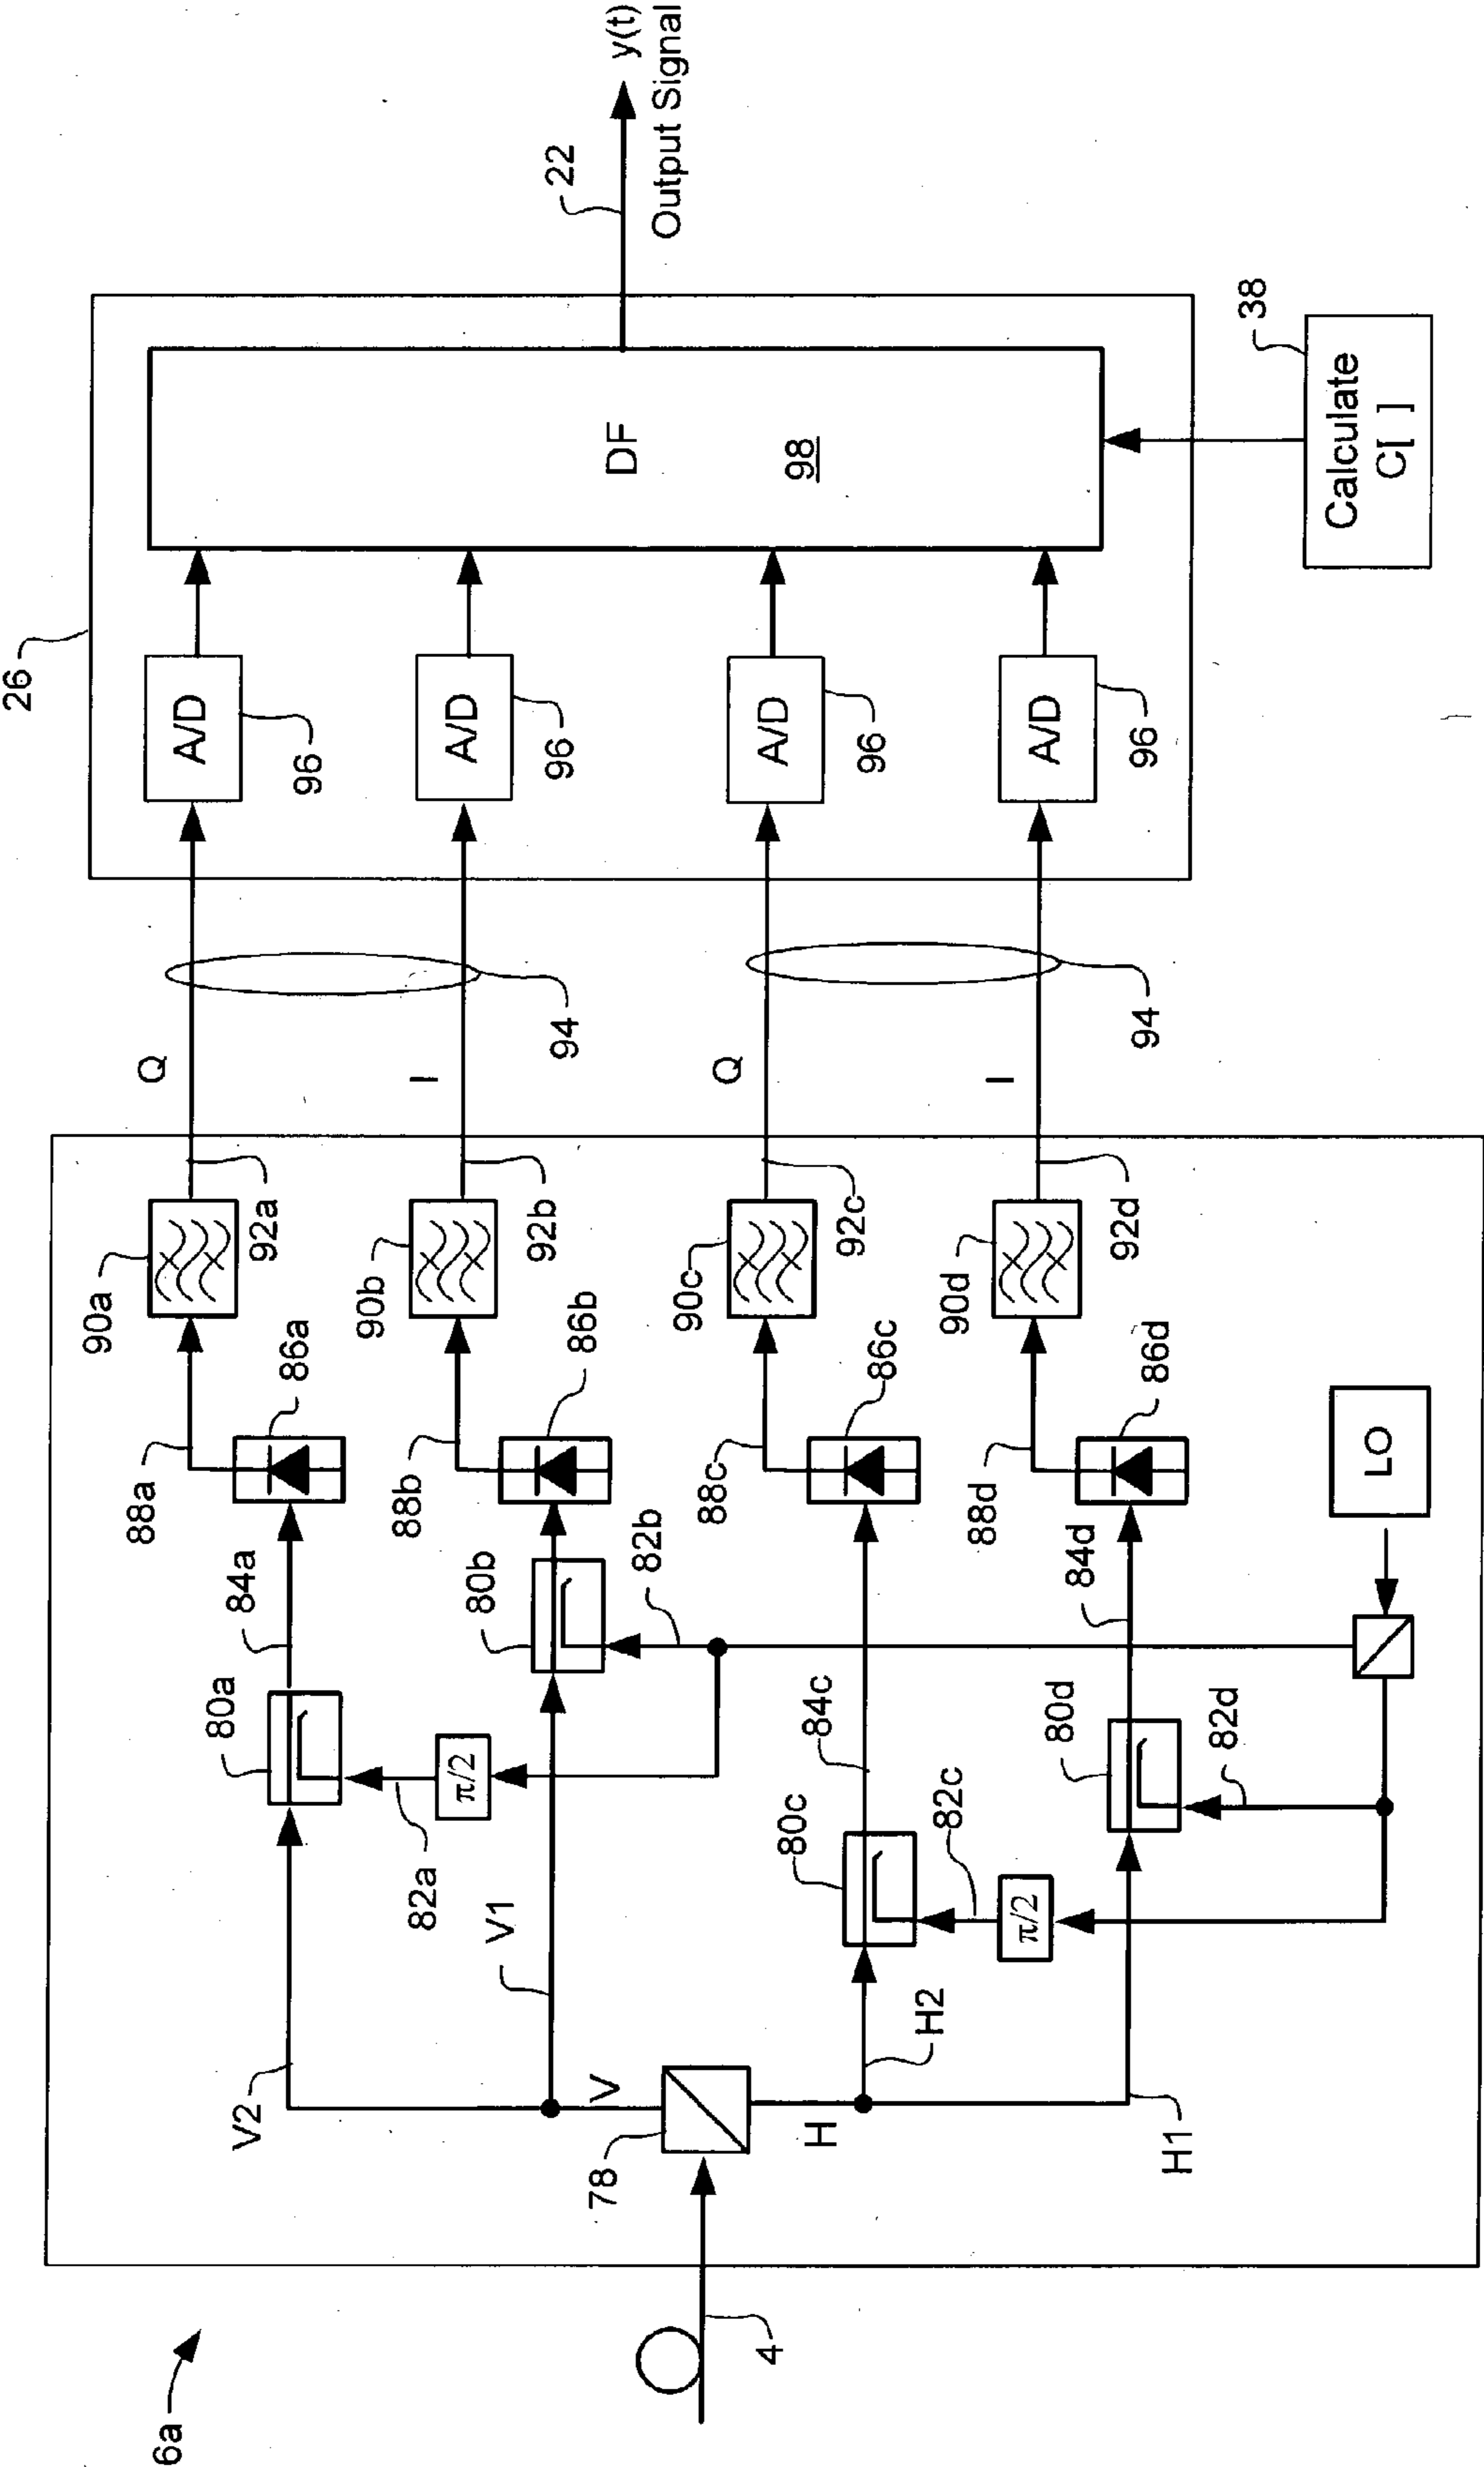 6a
4
78
V
H
V2
V1
H2
H1
80a
82a
π/2
84a
80b
82b
80c
82c
π/2
84c
80d
82d
84d
LO
86a
88a
90a
92a
86b
88b
90b
92b
86c
88c
90c
92c
86d
88d
90d
92d
Q
I
94
Q
I
94
26
A/D
96
A/D
96
A/D
96
A/D
96
DF
98
38
Calculate
C[ ]
22
y(t)
Output Signal